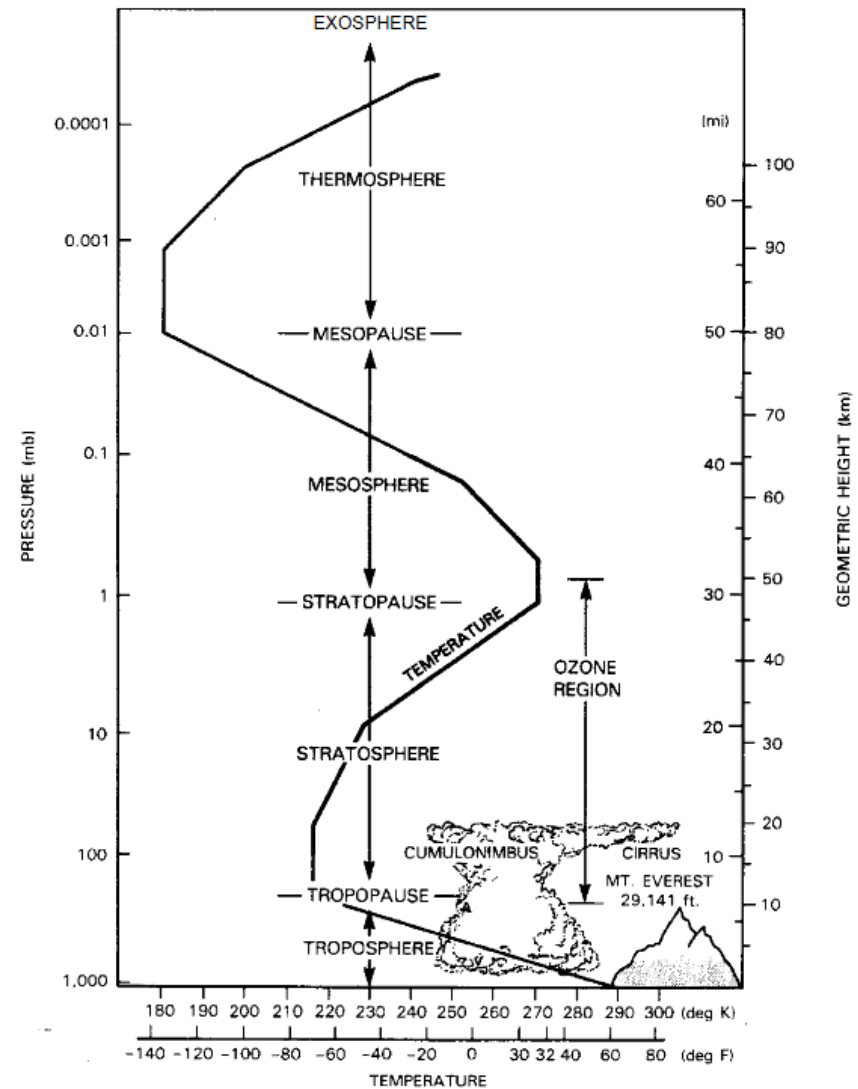 EXOSPHERE
0.0001
(mi)
100
THERMOSPHERE
60
0.001
90
0.01
MESOPAUSE
50
80
70
0.1
40
MESOSPHERE
60
PRESSURE (mb)
GEOMETRIC HEIGHT (km)
50
1
STRATOPAUSE
30
TEMPERATURE
OZONE
REGION
40
10
20
30
STRATOSPHERE
20
100
CUMULONIMBUS
CIRRUS
10
MT. EVEREST
29.141 ft.
TROPOPAUSE
10
TROPOSPHERE
1,000
180 190 200 210 220 230 240 250 260 270 280 290 300 (deg K)
-140 -120 -100 -80 -60 -40 -20 0 30 32 40 60 80 (deg F)
TEMPERATURE